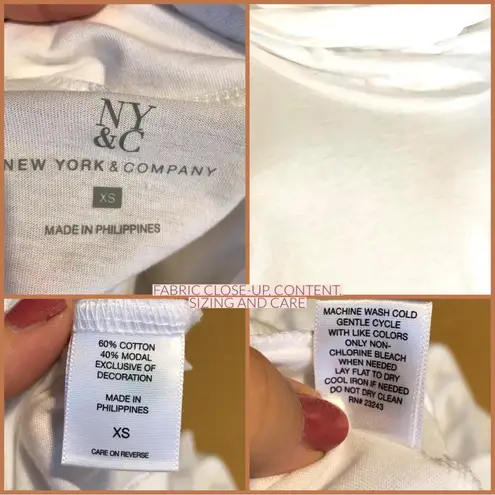 NY
&C
NEW YORK & COMPANY
XS
MADE IN PHILIPPINES
FABRIC CLOSE-UP, CONTENT,
SIZING AND CARE
60% COTTON
40% MODAL
EXCLUSIVE OF
DECORATION
MADE IN
PHILIPPINES
XS
CARE ON REVERSE
MACHINE WASH COLD
GENTLE CYCLE
WITH LIKE COLORS
ONLY NON-
CHLORINE BLEACH
WHEN NEEDED
LAY FLAT TO DRY
COOL IRON IF NEEDED
DO NOT DRY CLEAN
RN# 23243